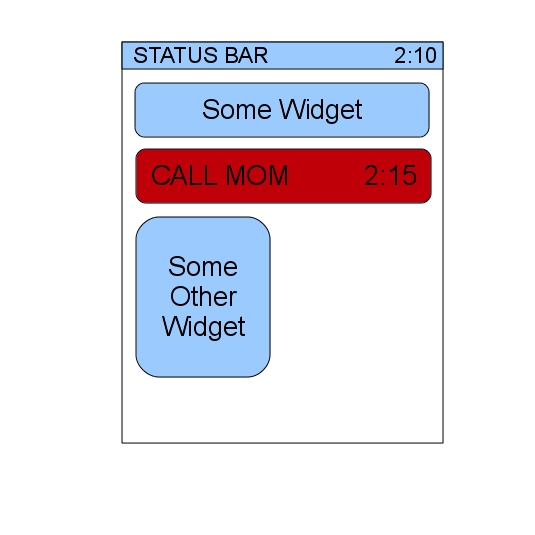 STATUS BAR 2:10
Some Widget
CALL MOM 2:15
Some
Other
Widget